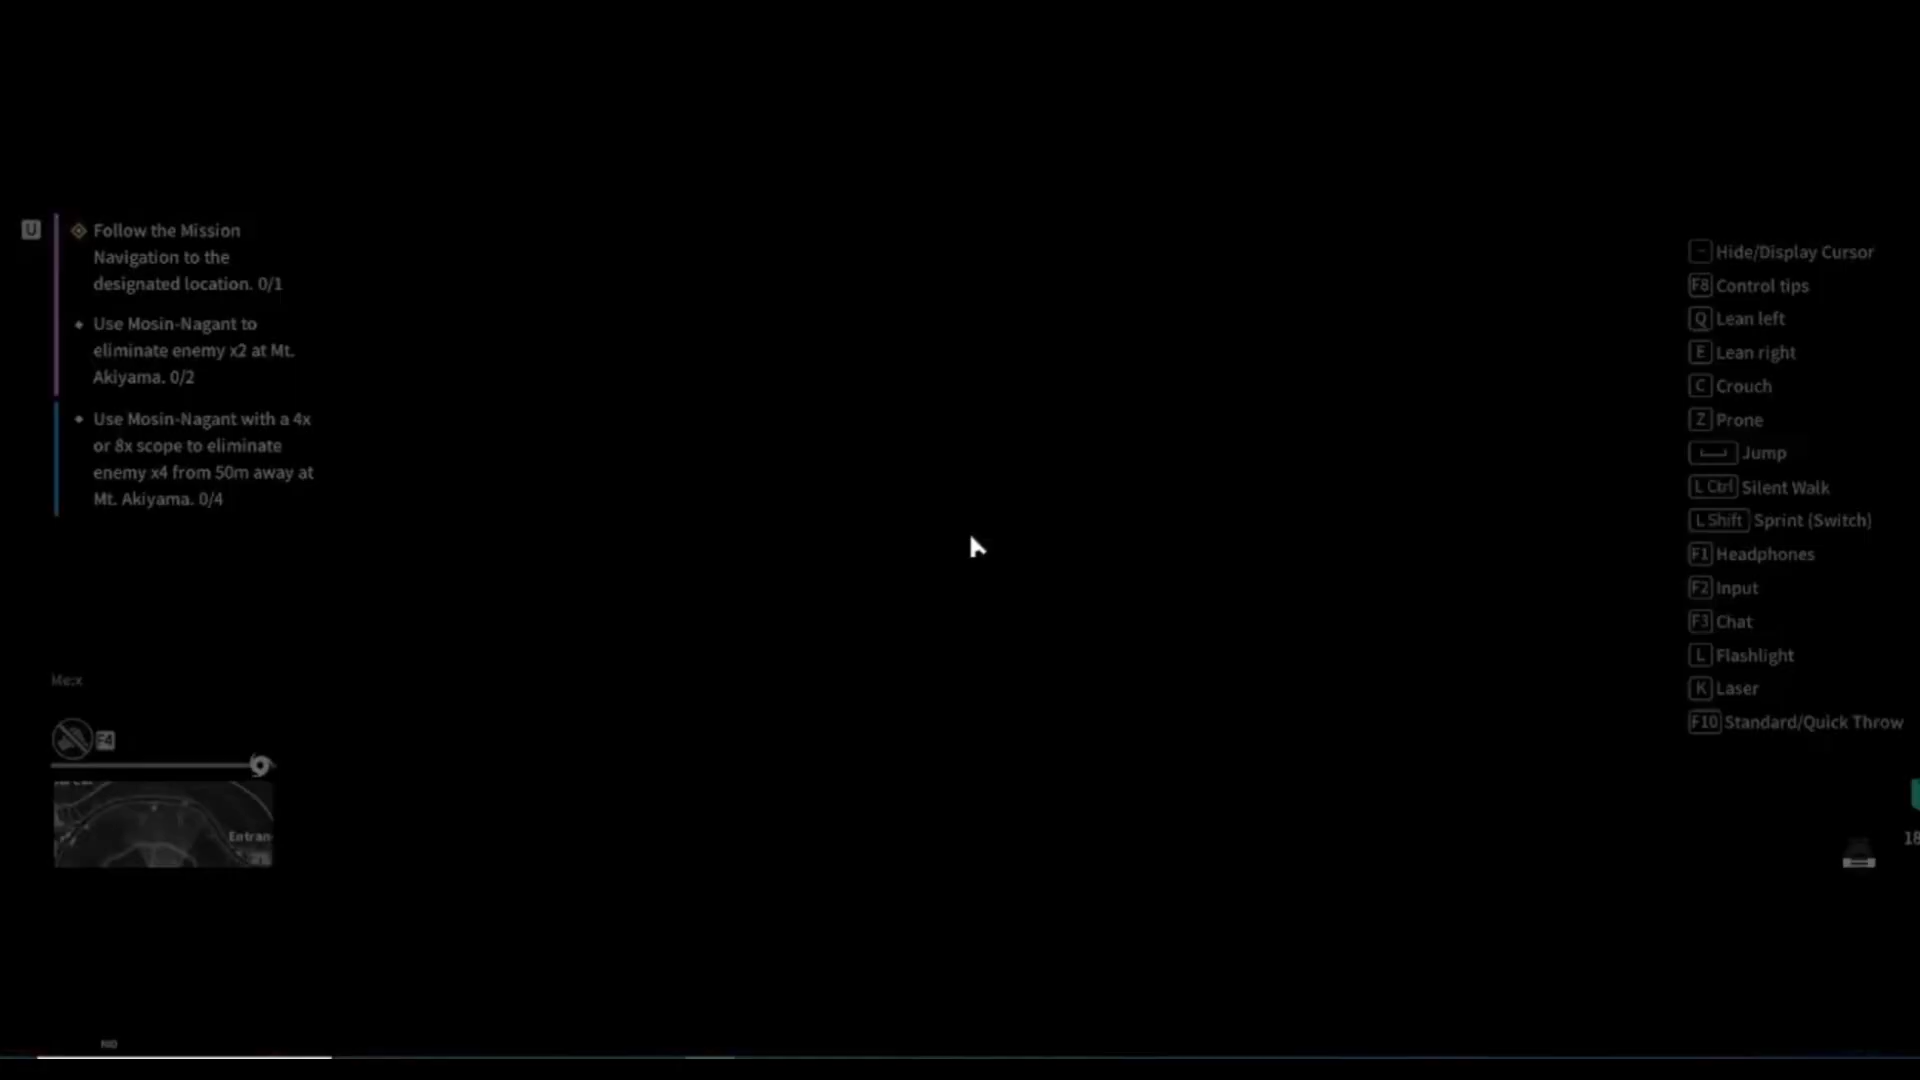 U
Follow the Mission
Navigation to the
designated location. 0/1
Use Mosin-Nagant to
eliminate enemy x2 at Mt.
Akiyama. 0/2
Use Mosin-Nagant with a 4x
or 8x scope to eliminate
enemy x4 from 50m away at
Mt. Akiyama. 0/4
~ Hide/Display Cursor
F8 Control tips
Q Lean left
E Lean right
C Crouch
Z Prone
Jump
L Ctrl Silent Walk
L Shift Sprint (Switch)
F1 Headphones
F2 Input
F3 Chat
L Flashlight
K Laser
F10 Standard/Quick Throw
F4
Entran
18